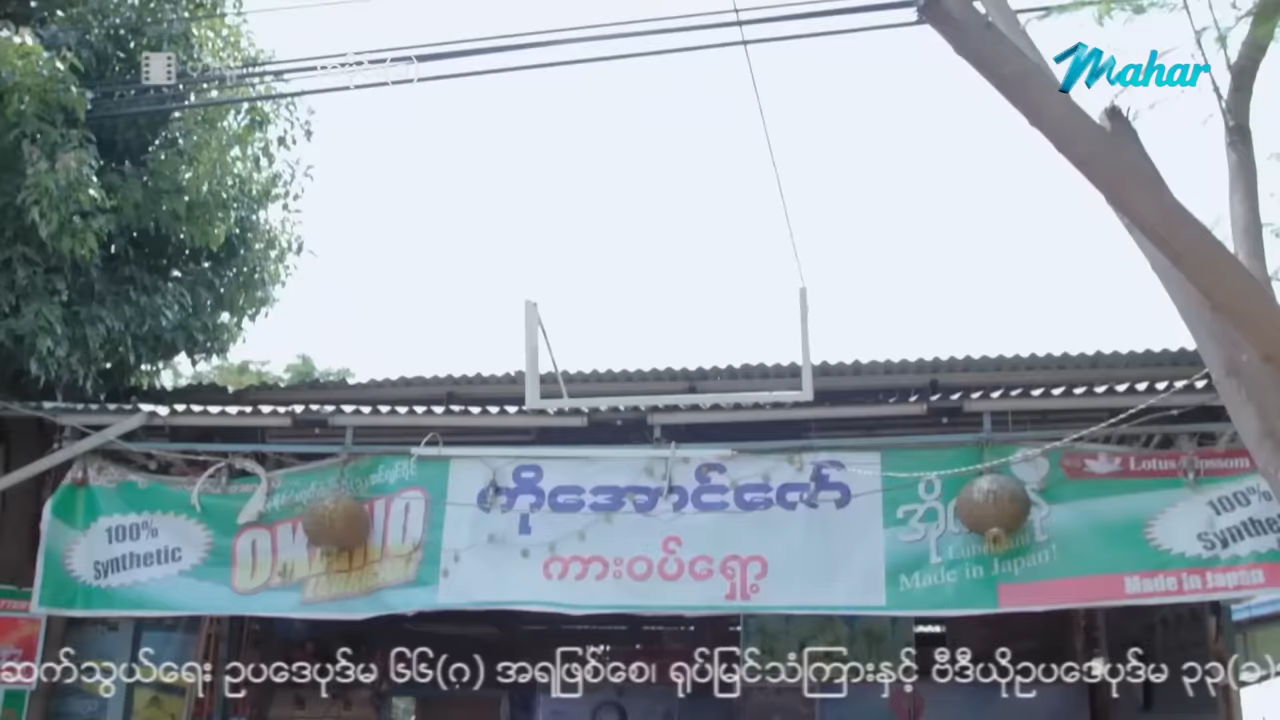 Mahar
100%
Synthetic
LUBRICANT
ကိုအောင်ဇော်
ကားဝပ်ရှော့
Lubricant
Made in Japan!
Lotus
100%
Synthe
Made in Japan
ဆက်သွယ်ရေး ဥပဒေပုဒ်မ ၆၆(ဂ) အရဖြစ်စေ၊ ရုပ်မြင်သံကြားနှင့် ဗီဒီယိုဥပဒေပုဒ်မ ၃၃(ခ)